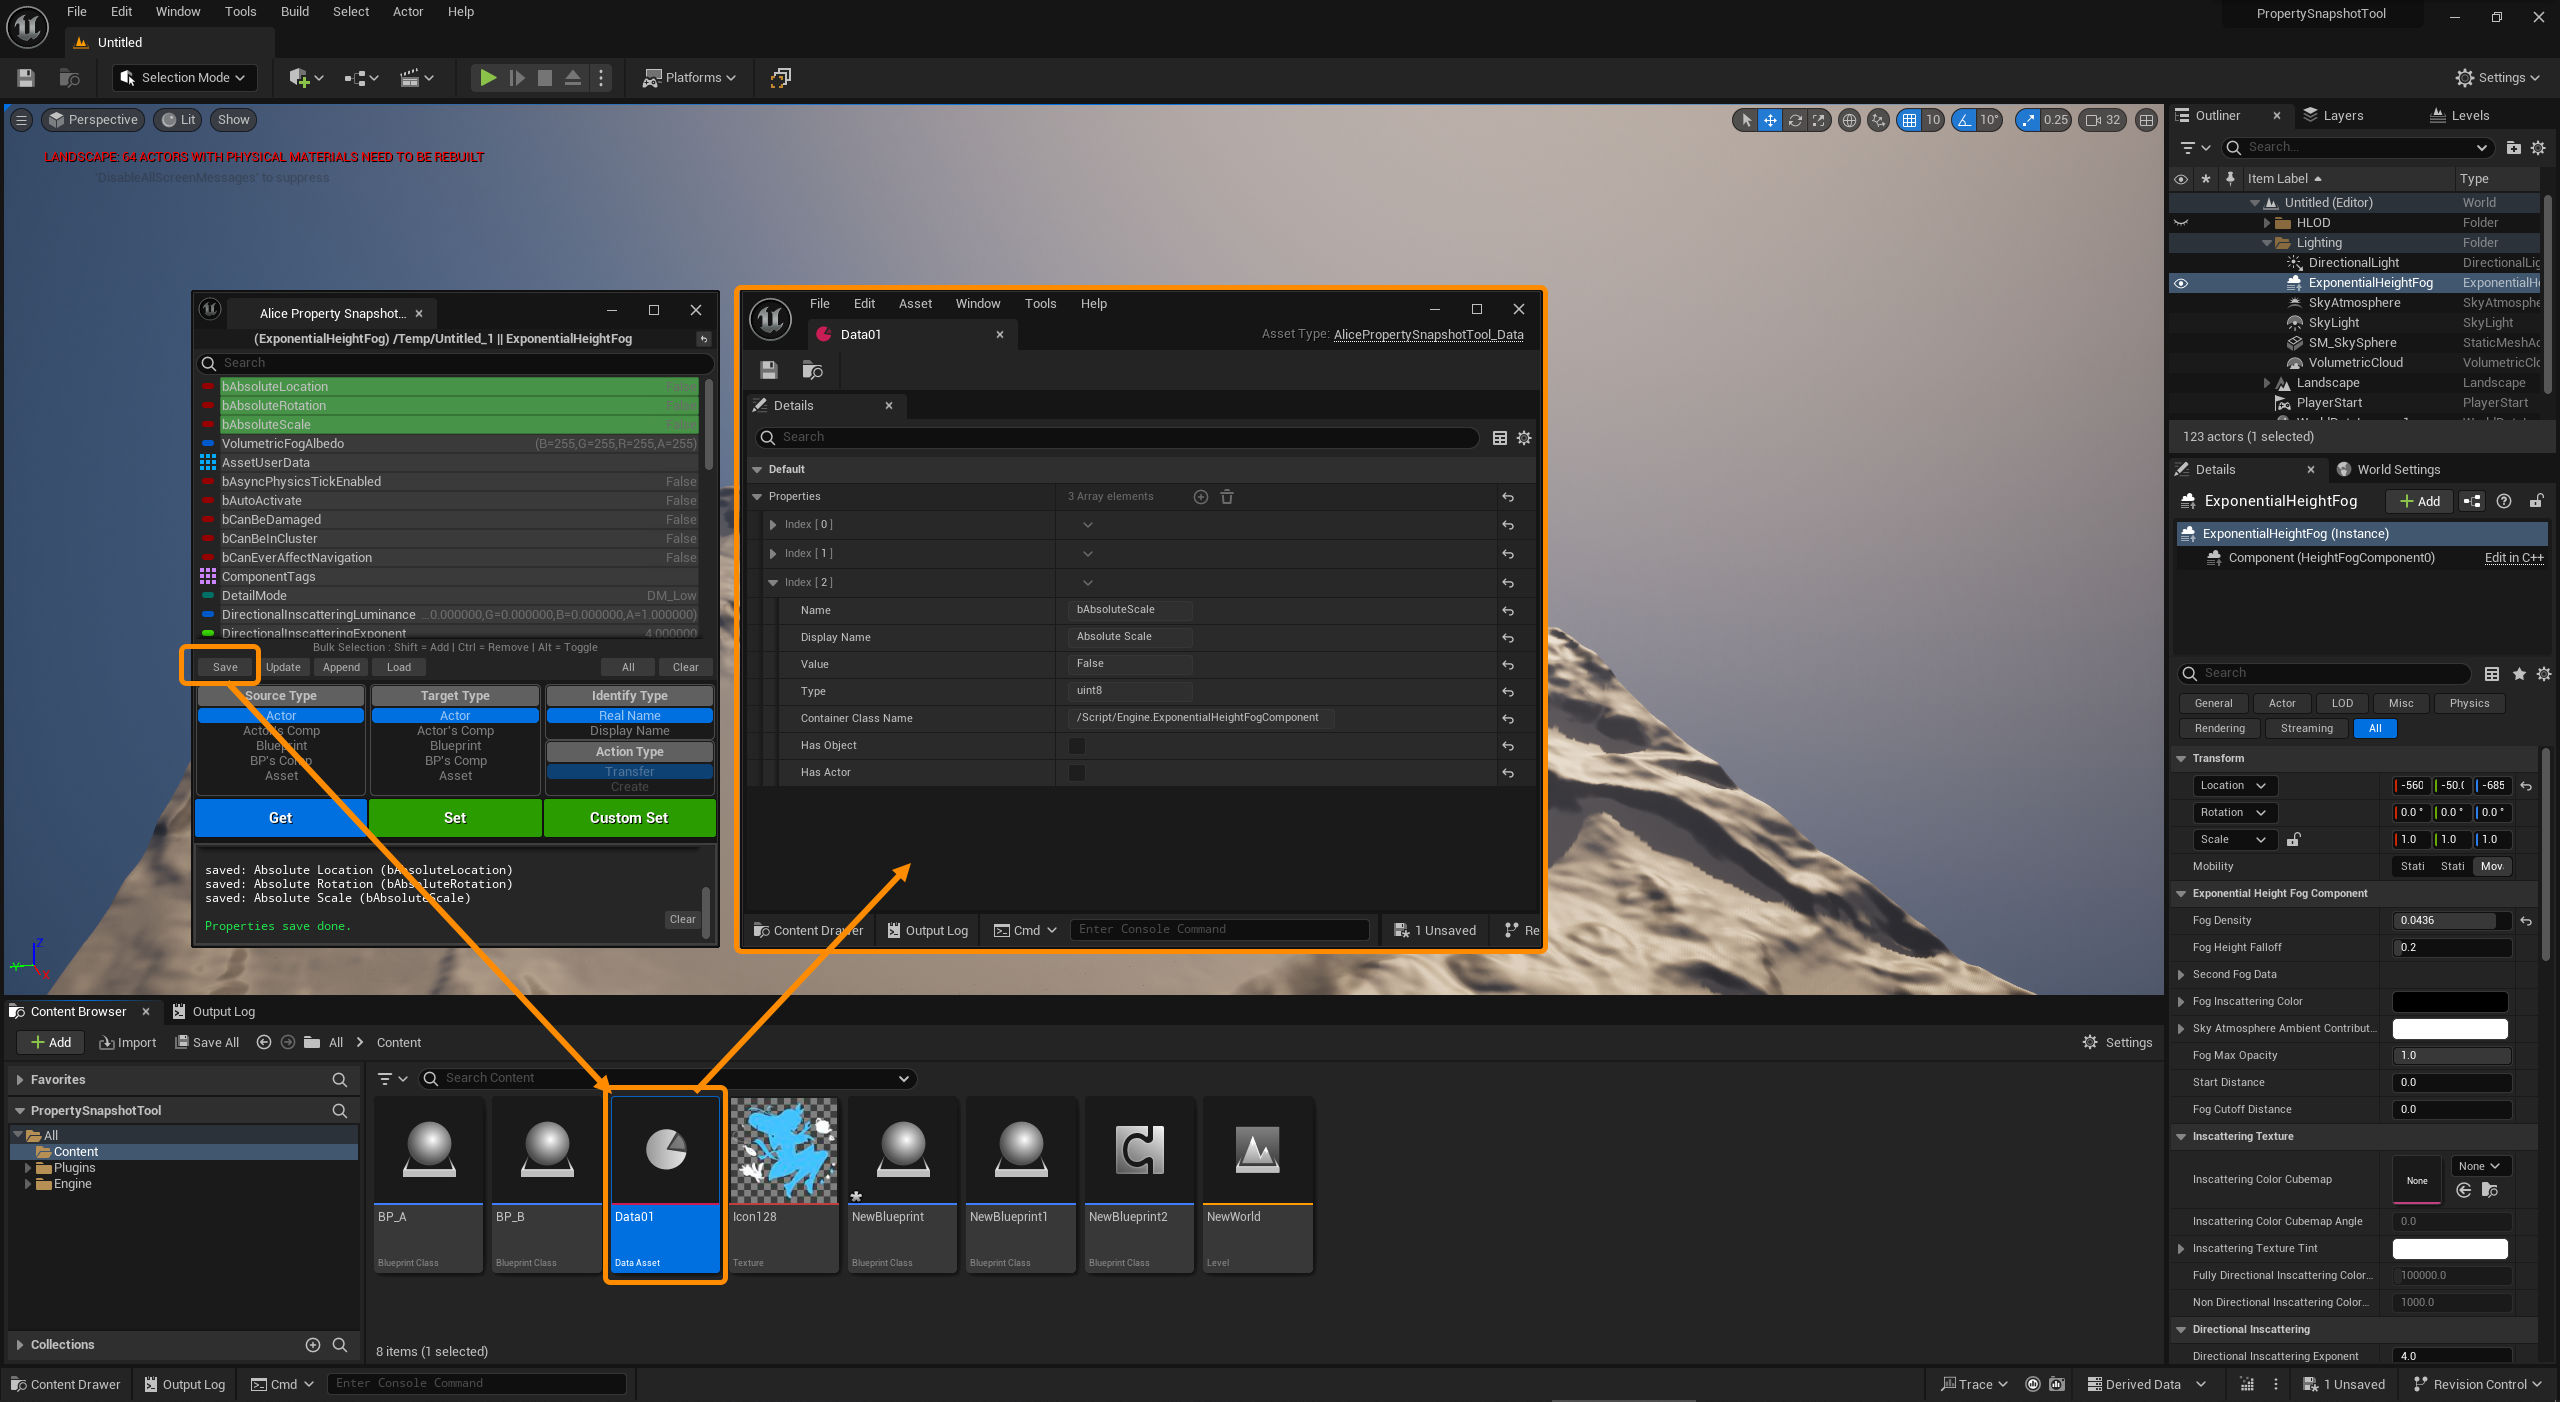 File Edit Window Tools Build Select Actor Help
PropertySnapshotTool
Untitled
Selection Mode
Platforms
Settings
Perspective Lit Show
10 10° 0.25 32
LANDSCAPE: 64 ACTORS WITH PHYSICAL MATERIALS NEED TO BE REBUILT
'DisableAllScreenMessages' to suppress
Alice Property Snapshot...
(ExponentialHeightFog) /Temp/Untitled_1 || ExponentialHeightFog
Search
bAbsoluteLocation False
bAbsoluteRotation False
bAbsoluteScale False
VolumetricFogAlbedo (B=255,G=255,R=255,A=255)
AssetUserData
bAsyncPhysicsTickEnabled False
bAutoActivate False
bCanBeDamaged False
bCanBeInCluster False
bCanEverAffectNavigation False
ComponentTags
DetailMode DM_Low
DirectionalInscatteringLuminance ...0.000000,G=0.000000,B=0.000000,A=1.000000)
DirectionalInscatteringExponent 4.000000
Bulk Selection : Shift = Add | Ctrl = Remove | Alt = Toggle
Save Update Append Load All Clear
Source Type Target Type Identify Type
Actor Actor Real Name
Actor's Comp Actor's Comp Display Name
Blueprint Blueprint Action Type
BP's Comp BP's Comp Transfer
Asset Asset Create
Get Set Custom Set
saved: Absolute Location (bAbsoluteLocation)
saved: Absolute Rotation (bAbsoluteRotation)
saved: Absolute Scale (bAbsoluteScale)
Clear
Properties save done.
File Edit Asset Window Tools Help
Data01
Asset Type: AlicePropertySnapshotTool_Data
Details
Search
Default
Properties 3 Array elements
Index [ 0 ]
Index [ 1 ]
Index [ 2 ]
Name bAbsoluteScale
Display Name Absolute Scale
Value False
Type uint8
Container Class Name /Script/Engine.ExponentialHeightFogComponent
Has Object
Has Actor
Content Drawer Output Log Cmd Enter Console Command 1 Unsaved Re
Z
Y
X
Outliner Layers Levels
Search...
Item Label Type
Untitled (Editor) World
HLOD Folder
Lighting Folder
DirectionalLight DirectionalLig
ExponentialHeightFog ExponentialHe
SkyAtmosphere SkyAtmosphe
SkyLight SkyLight
SM_SkySphere StaticMeshAc
VolumetricCloud VolumetricClo
Landscape Landscape
PlayerStart PlayerStart
123 actors (1 selected)
Details World Settings
ExponentialHeightFog Add
ExponentialHeightFog (Instance)
Component (HeightFogComponent0) Edit in C++
Search
General Actor LOD Misc Physics
Rendering Streaming All
Transform
Location -560 -50.0 -685
Rotation 0.0 ° 0.0 ° 0.0 °
Scale 1.0 1.0 1.0
Mobility Stati Stati Mov
Exponential Height Fog Component
Fog Density 0.0436
Fog Height Falloff 0.2
Second Fog Data
Fog Inscattering Color
Sky Atmosphere Ambient Contribut...
Fog Max Opacity 1.0
Start Distance 0.0
Fog Cutoff Distance 0.0
Inscattering Texture
Inscattering Color Cubemap None None
Inscattering Color Cubemap Angle 0.0
Inscattering Texture Tint
Fully Directional Inscattering Color... 100000.0
Non Directional Inscattering Color... 1000.0
Directional Inscattering
Directional Inscattering Exponent 4.0
Content Browser Output Log
Add Import Save All All Content
Settings
Favorites
Search Content
PropertySnapshotTool
All
Content
Plugins
Engine
BP_A BP_B Data01 Icon128 NewBlueprint NewBlueprint1 NewBlueprint2 NewWorld
Blueprint Class Blueprint Class Data Asset Texture Blueprint Class Blueprint Class Blueprint Class Level
Collections
8 items (1 selected)
Content Drawer Output Log Cmd Enter Console Command
Trace Derived Data 1 Unsaved Revision Control